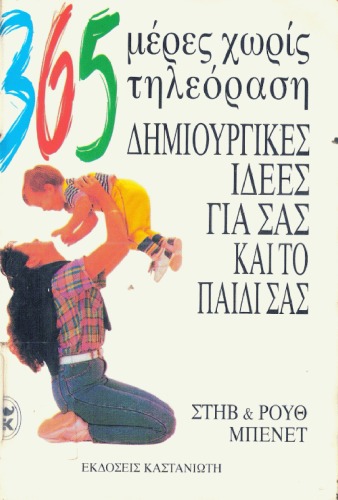 365 μέρες χωρίς
τηλεόραση
ΔΗΜΙΟΥΡΓΙΚΕΣ
ΙΔΕΕΣ
ΓΙΑ ΣΑΣ
ΚΑΙ ΤΟ
ΠΑΙΔΙ ΣΑΣ
ΣΤΗΒ & ΡΟΥΘ
ΜΠΕΝΕΤ
ΕΚΔΟΣΕΙΣ ΚΑΣΤΑΝΙΩΤΗ